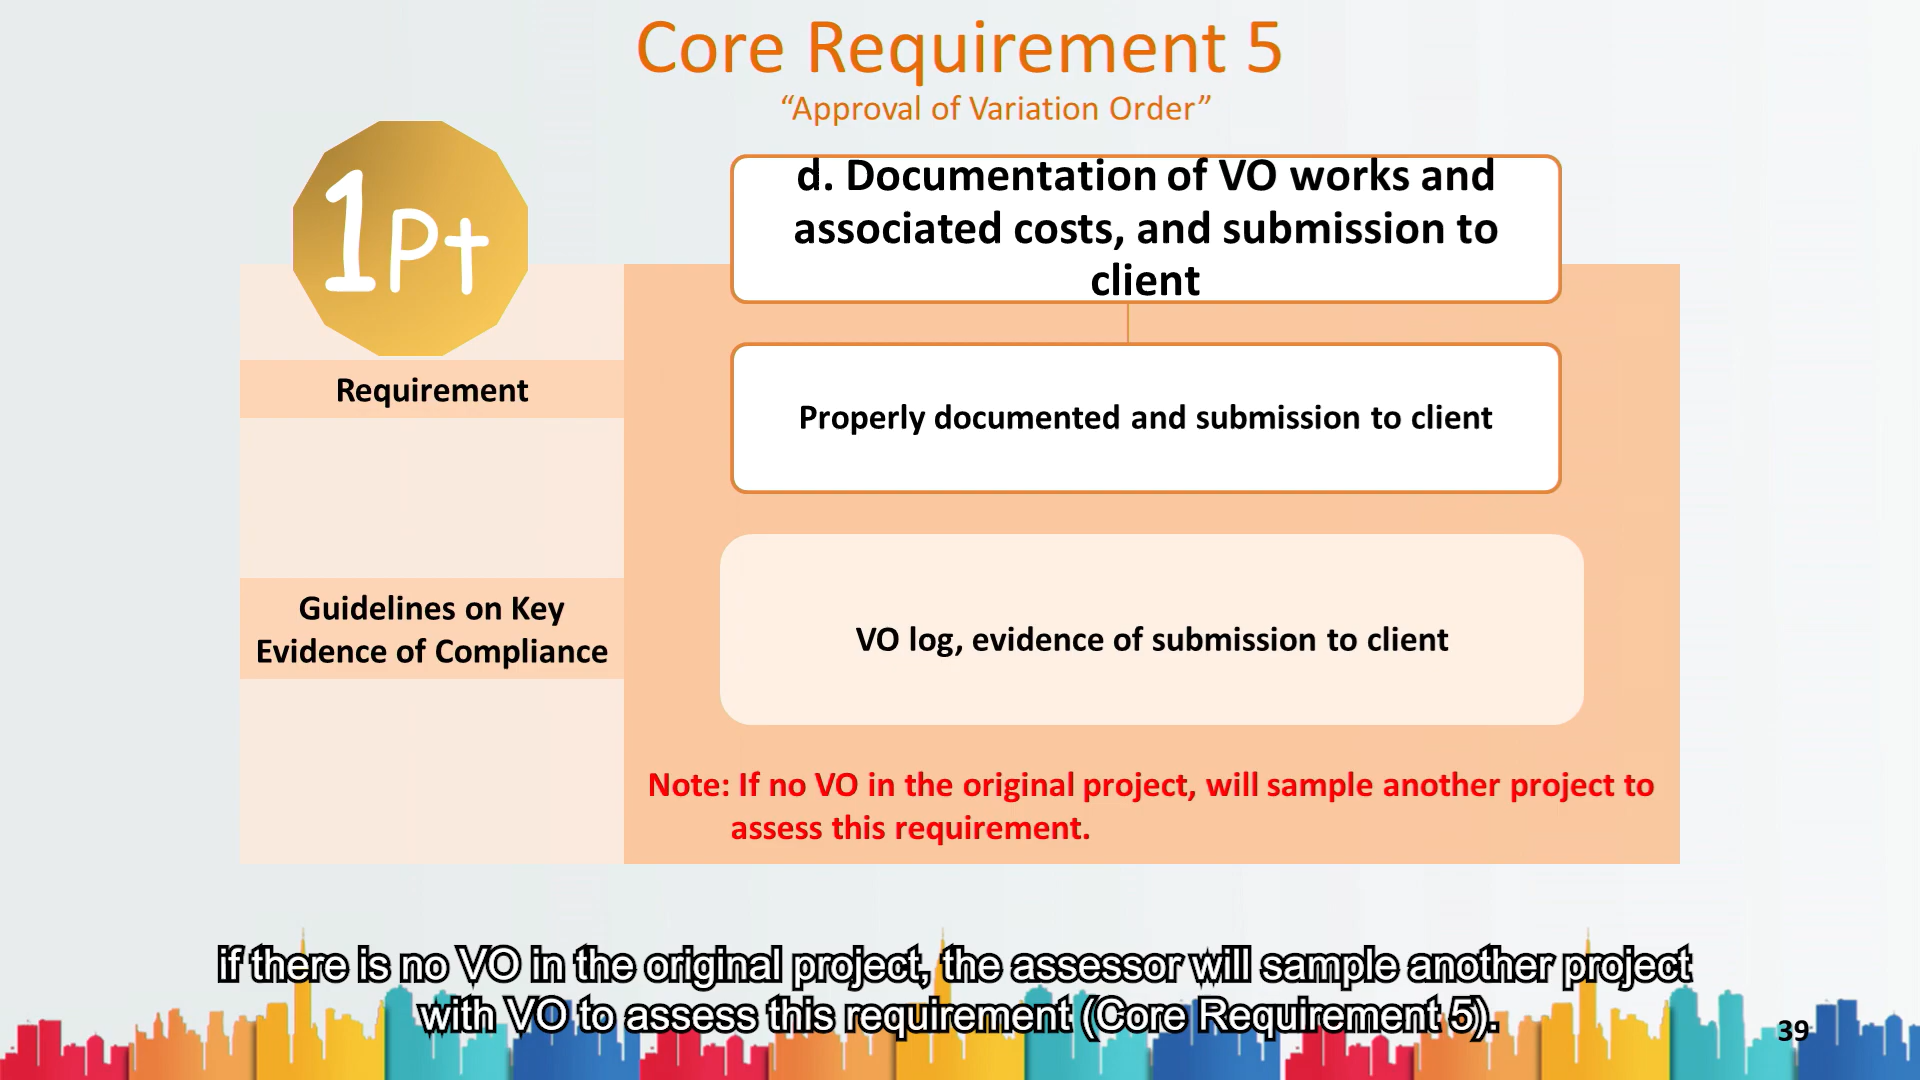 Core Requirement 5
“Approval of Variation Order”
1Pt
d. Documentation of VO works and
associated costs, and submission to
client
Requirement
Properly documented and submission to client
Guidelines on Key
Evidence of Compliance
VO log, evidence of submission to client
Note: If no VO in the original project, will sample another project to
assess this requirement.
if there is no VO in the original project, the assessor will sample another project
with VO to assess this requirement (Core Requirement 5).
39